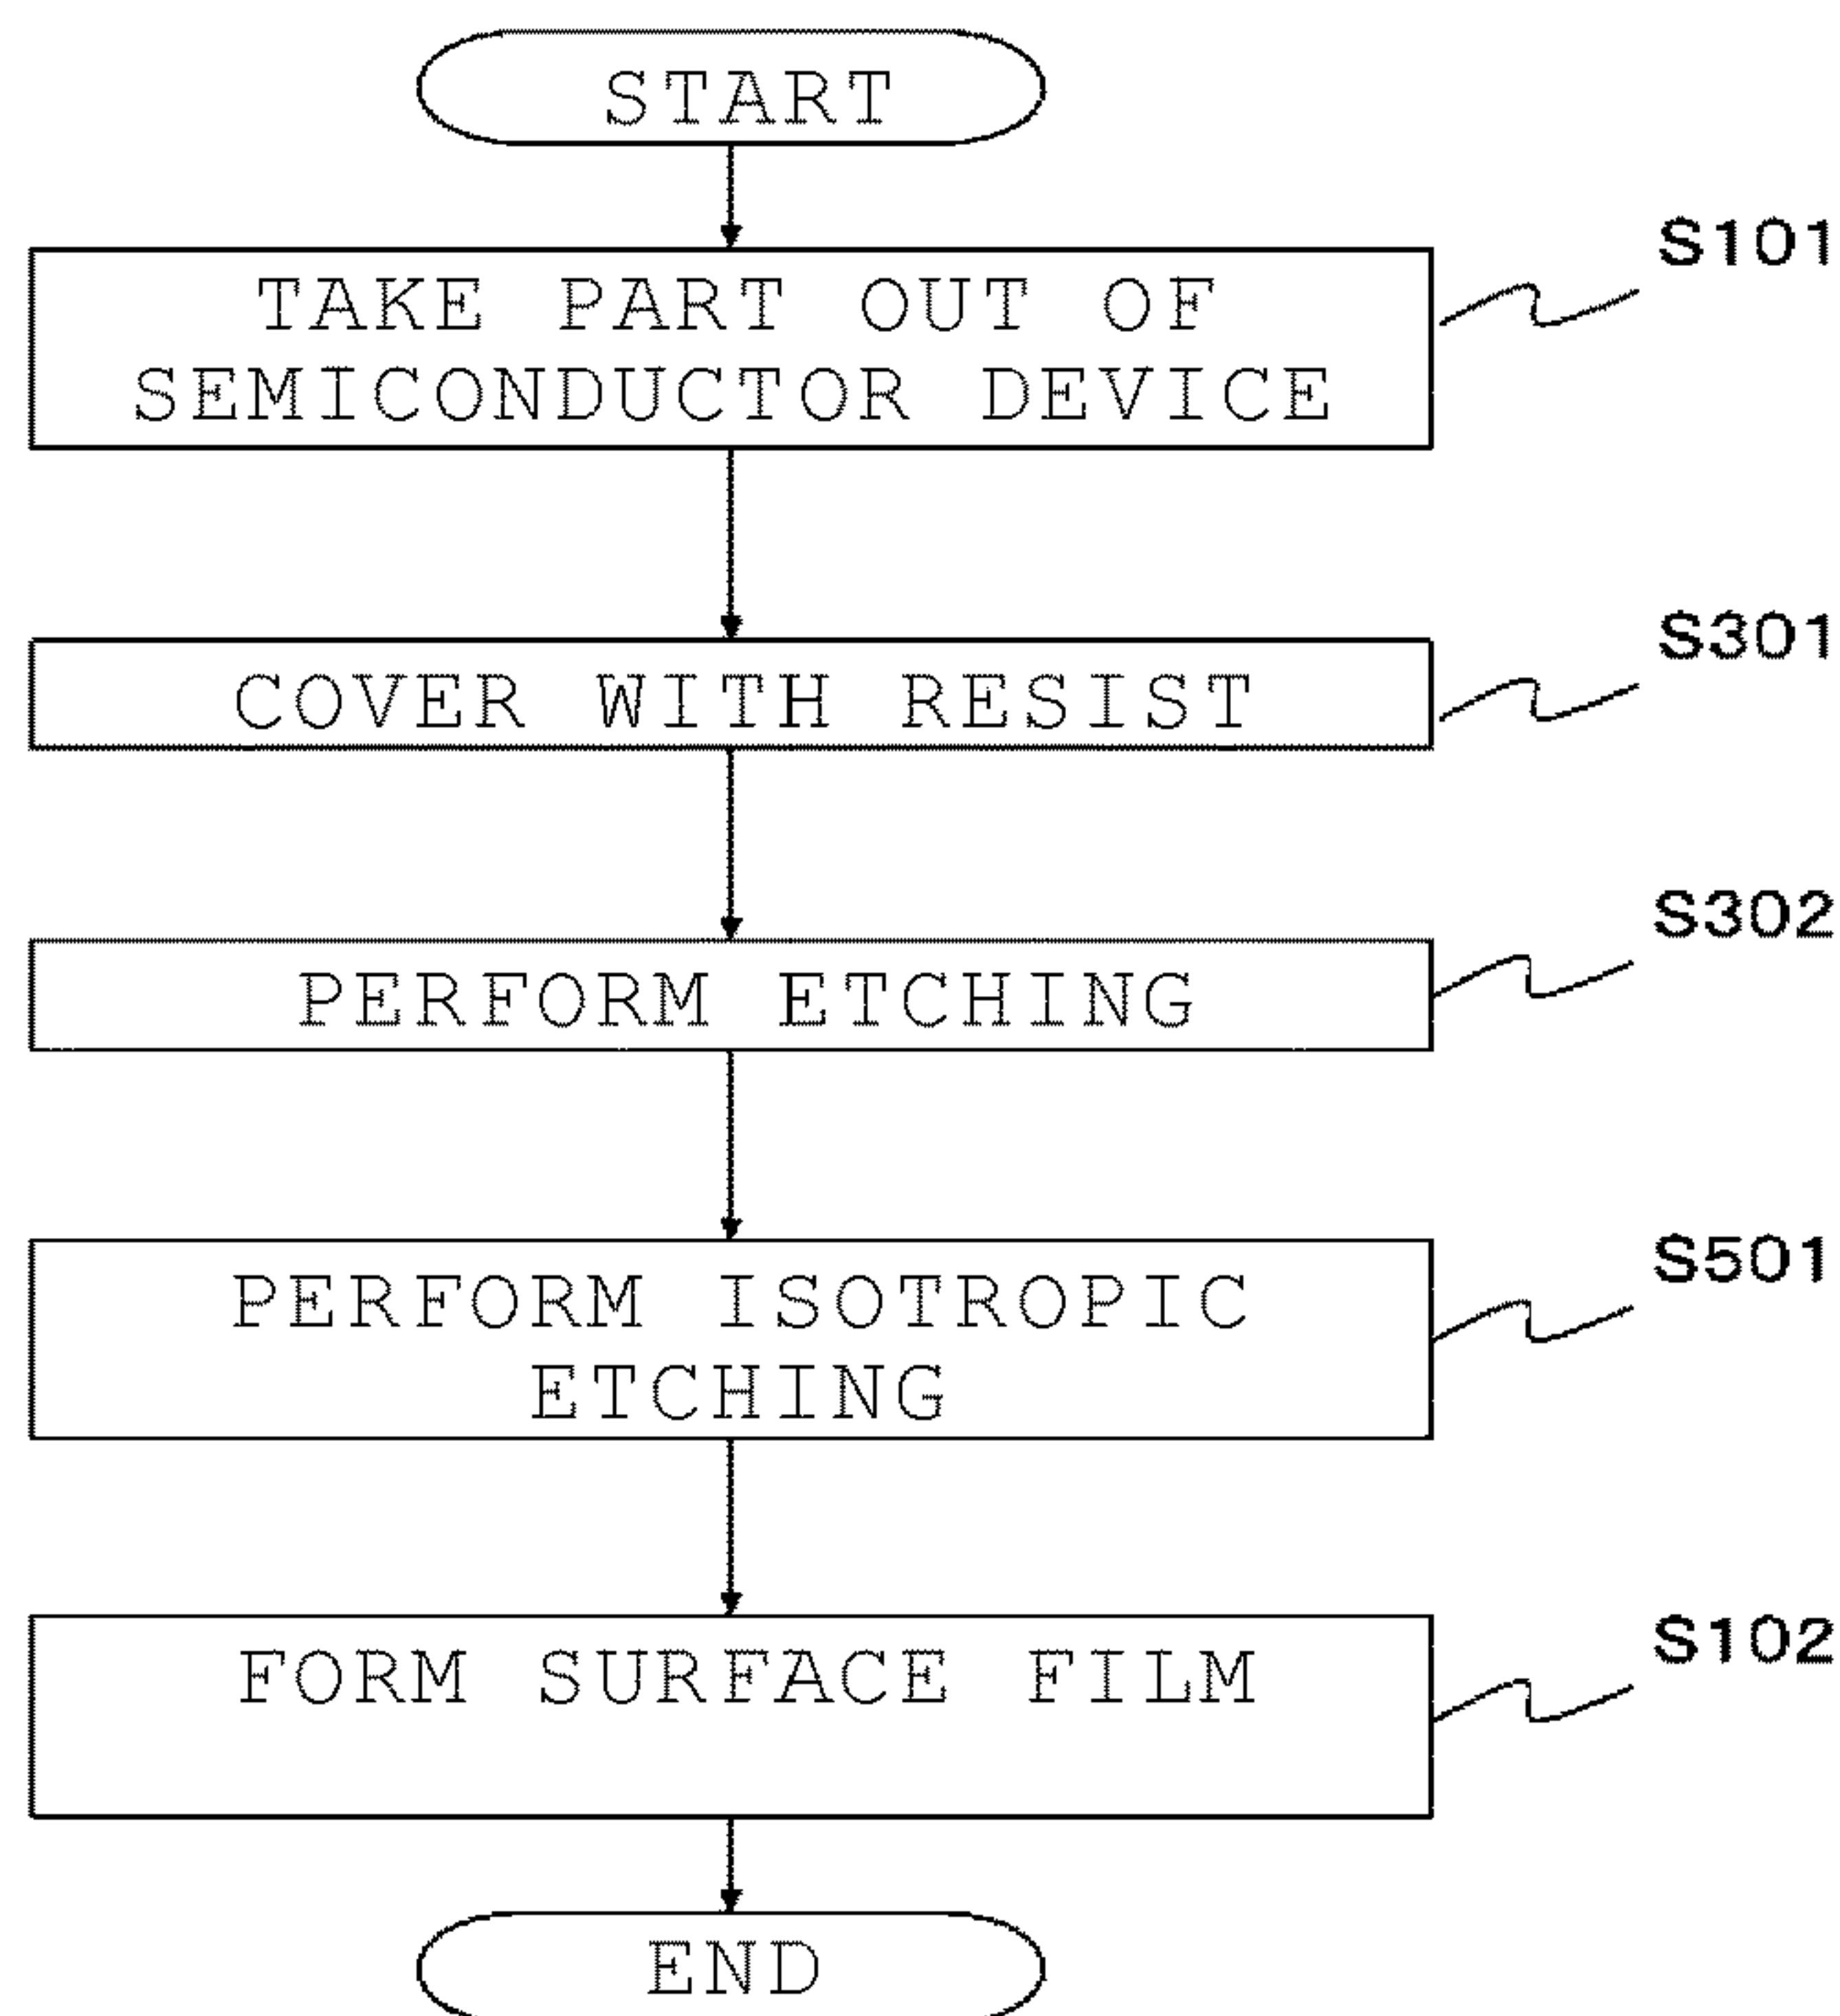 START
S101
TAKE PART OUT OF
SEMICONDUCTOR DEVICE
S301
COVER WITH RESIST
S302
PERFORM ETCHING
S501
PERFORM ISOTROPIC
ETCHING
S102
FORM SURFACE FILM
END